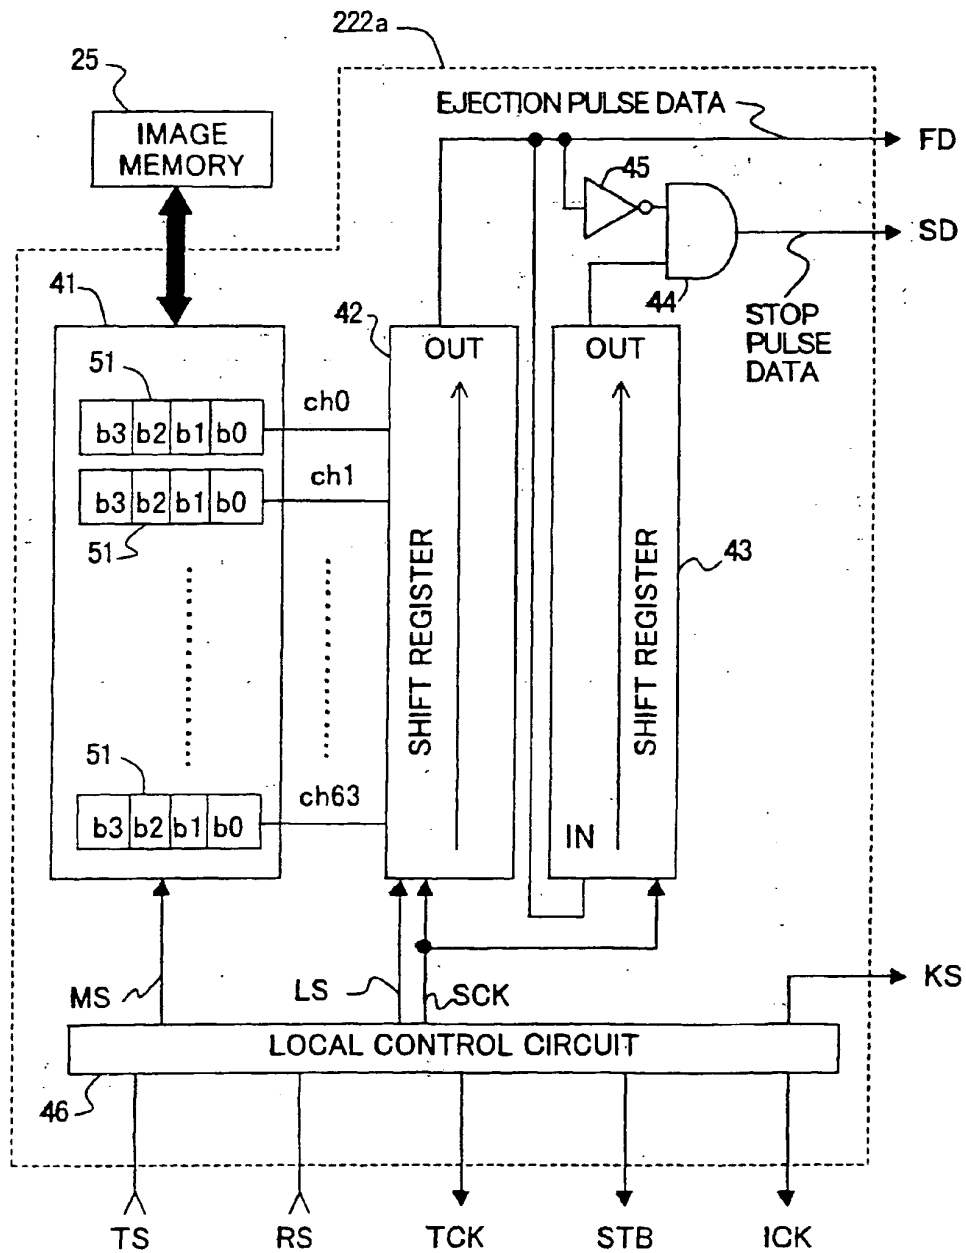 222a
25
IMAGE
MEMORY
EJECTION PULSE DATA
FD
45
SD
44
STOP
PULSE
DATA
41
42
OUT
OUT
51
b3 b2 b1 b0
ch0
b3 b2 b1 b0
ch1
51
SHIFT REGISTER
SHIFT REGISTER
43
51
b3 b2 b1 b0
ch63
IN
MS
LS
SCK
KS
LOCAL CONTROL CIRCUIT
46
TS
RS
TCK
STB
ICK